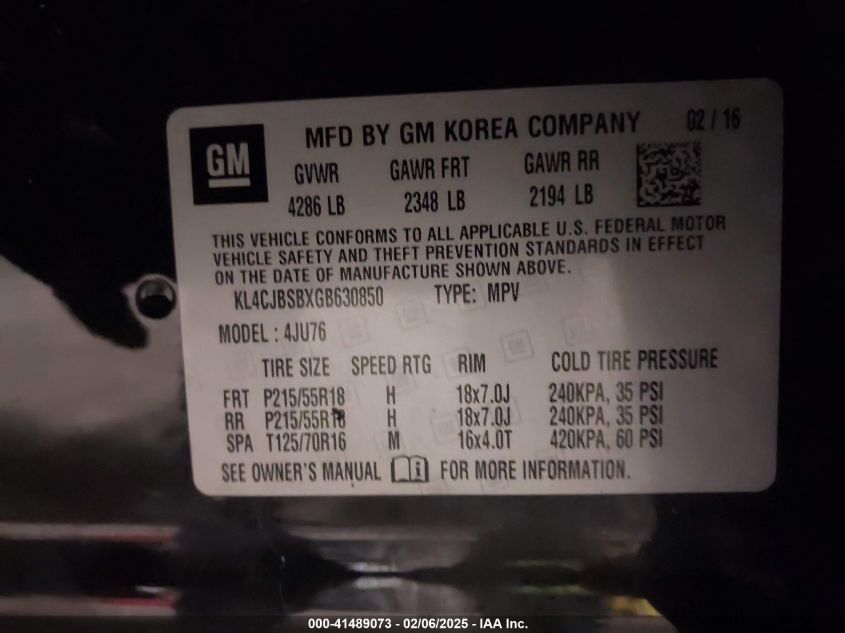 GM
MFD BY GM KOREA COMPANY 02 / 16
GVWR GAWR FRT GAWR RR
4286 LB 2348 LB 2194 LB
THIS VEHICLE CONFORMS TO ALL APPLICABLE U.S. FEDERAL MOTOR
VEHICLE SAFETY AND THEFT PREVENTION STANDARDS IN EFFECT
ON THE DATE OF MANUFACTURE SHOWN ABOVE.
KL4CJBSBXGB630850 TYPE: MPV
MODEL : 4JU76
TIRE SIZE SPEED RTG RIM COLD TIRE PRESSURE
FRT P215/55R18 H 18x7.0J 240KPA, 35 PSI
RR P215/55R18 H 18x7.0J 240KPA, 35 PSI
SPA T125/70R16 M 16x4.0T 420KPA, 60 PSI
SEE OWNER'S MANUAL i FOR MORE INFORMATION.
000-41489073 | 02/06/2025 - IAA Inc.